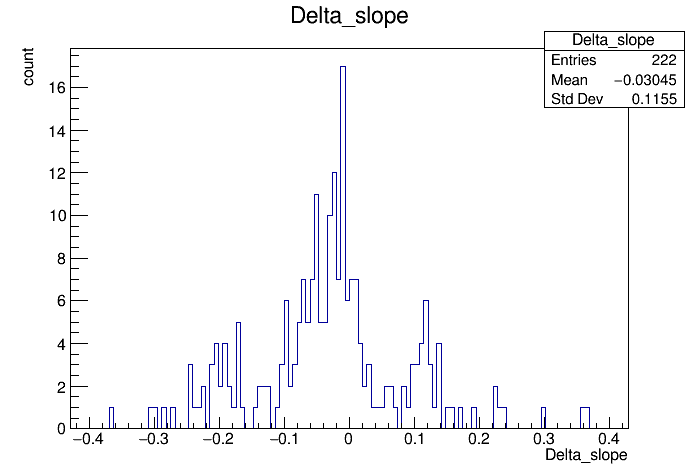 Delta_slope
Delta_slope
Entries 222
Mean −0.03045
Std Dev 0.1155
count
16
14
12
10
8
6
4
2
0
−0.4 −0.3 −0.2 −0.1 0 0.1 0.2 0.3 0.4
Delta_slope